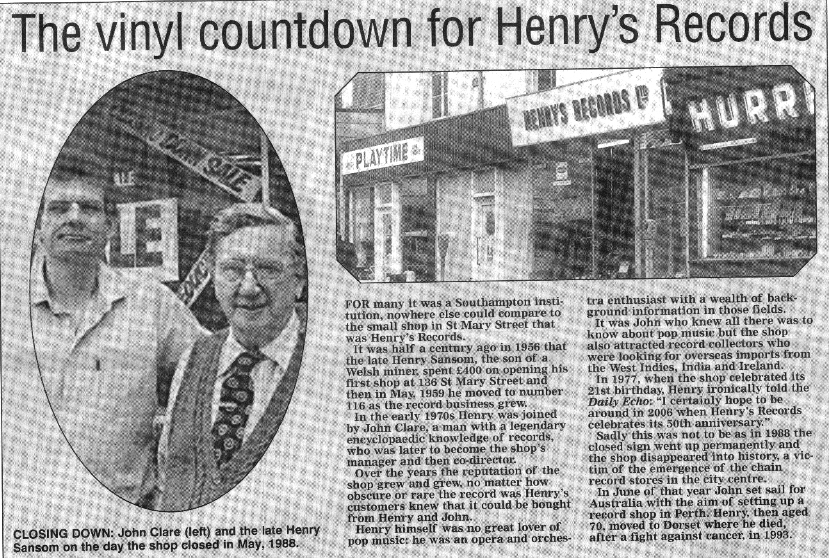 The vinyl countdown for Henry's Records
DOWN SALE
ALE
LE
PLAYTIME
HENRY'S RECORDS LD
HURRI
FOR many it was a Southampton insti-
tution, nowhere else could compare to
the small shop in St Mary Street that
was Henry's Records.
It was half a century ago in 1956 that
the late Henry Sansom, the son of a
Welsh miner, spent £400 on opening his
first shop at 136 St Mary Street and
then in May, 1959 he moved to number
116 as the record business grew.
In the early 1970s Henry was joined
by John Clare, a man with a legendary
encyclopaedic knowledge of records,
who was later to become the shop's
manager and then co-director.
Over the years the reputation of the
shop grew and grew, no matter how
obscure or rare the record was Henry's
customers knew that it could be bought
from Henry and John.
Henry himself was no great lover of
pop music: he was an opera and orches-
tra enthusiast with a wealth of back-
ground information in those fields.
It was John who knew all there was to
know about pop music but the shop
also attracted record collectors who
were looking for overseas imports from
the West Indies, India and Ireland.
In 1977, when the shop celebrated its
21st birthday, Henry ironically told the
Daily Echo: "I certainly hope to be
around in 2006 when Henry's Records
celebrates its 50th anniversary."
Sadly this was not to be as in 1988 the
closed sign went up permanently and
the shop disappeared into history, a vic-
tim of the emergence of the chain
record stores in the city centre.
In June of that year John set sail for
Australia with the aim of setting up a
record shop in Perth. Henry, then aged
70, moved to Dorset where he died,
after a fight against cancer, in 1993.
CLOSING DOWN: John Clare (left) and the late Henry
Sansom on the day the shop closed in May, 1988.